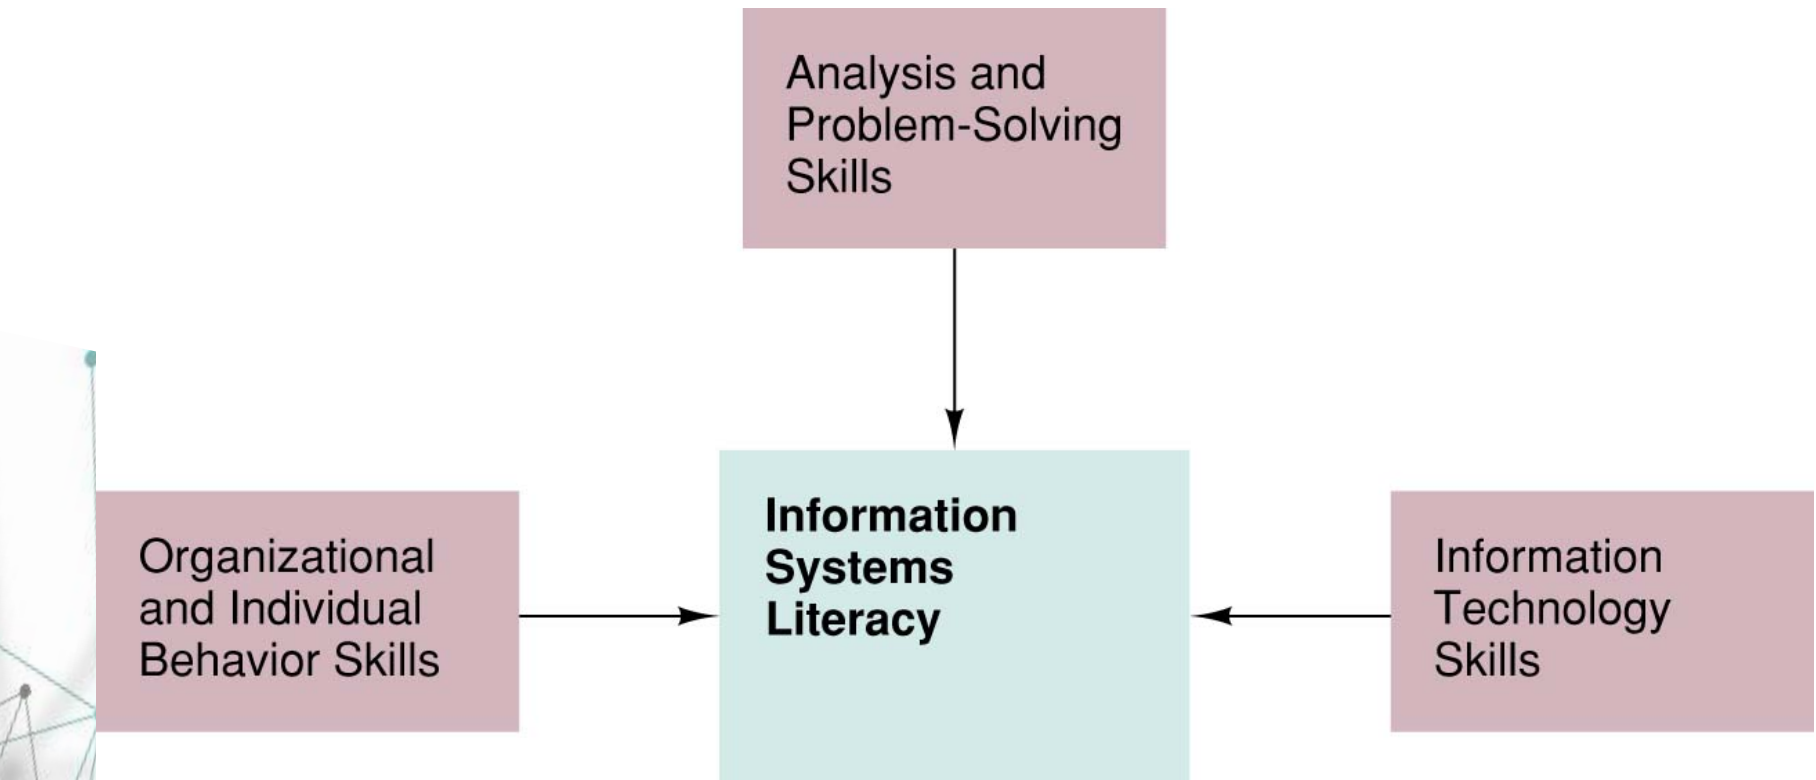 Analysis and
Problem-Solving
Skills
Organizational
and Individual
Behavior Skills
Information
Systems
Literacy
Information
Technology
Skills